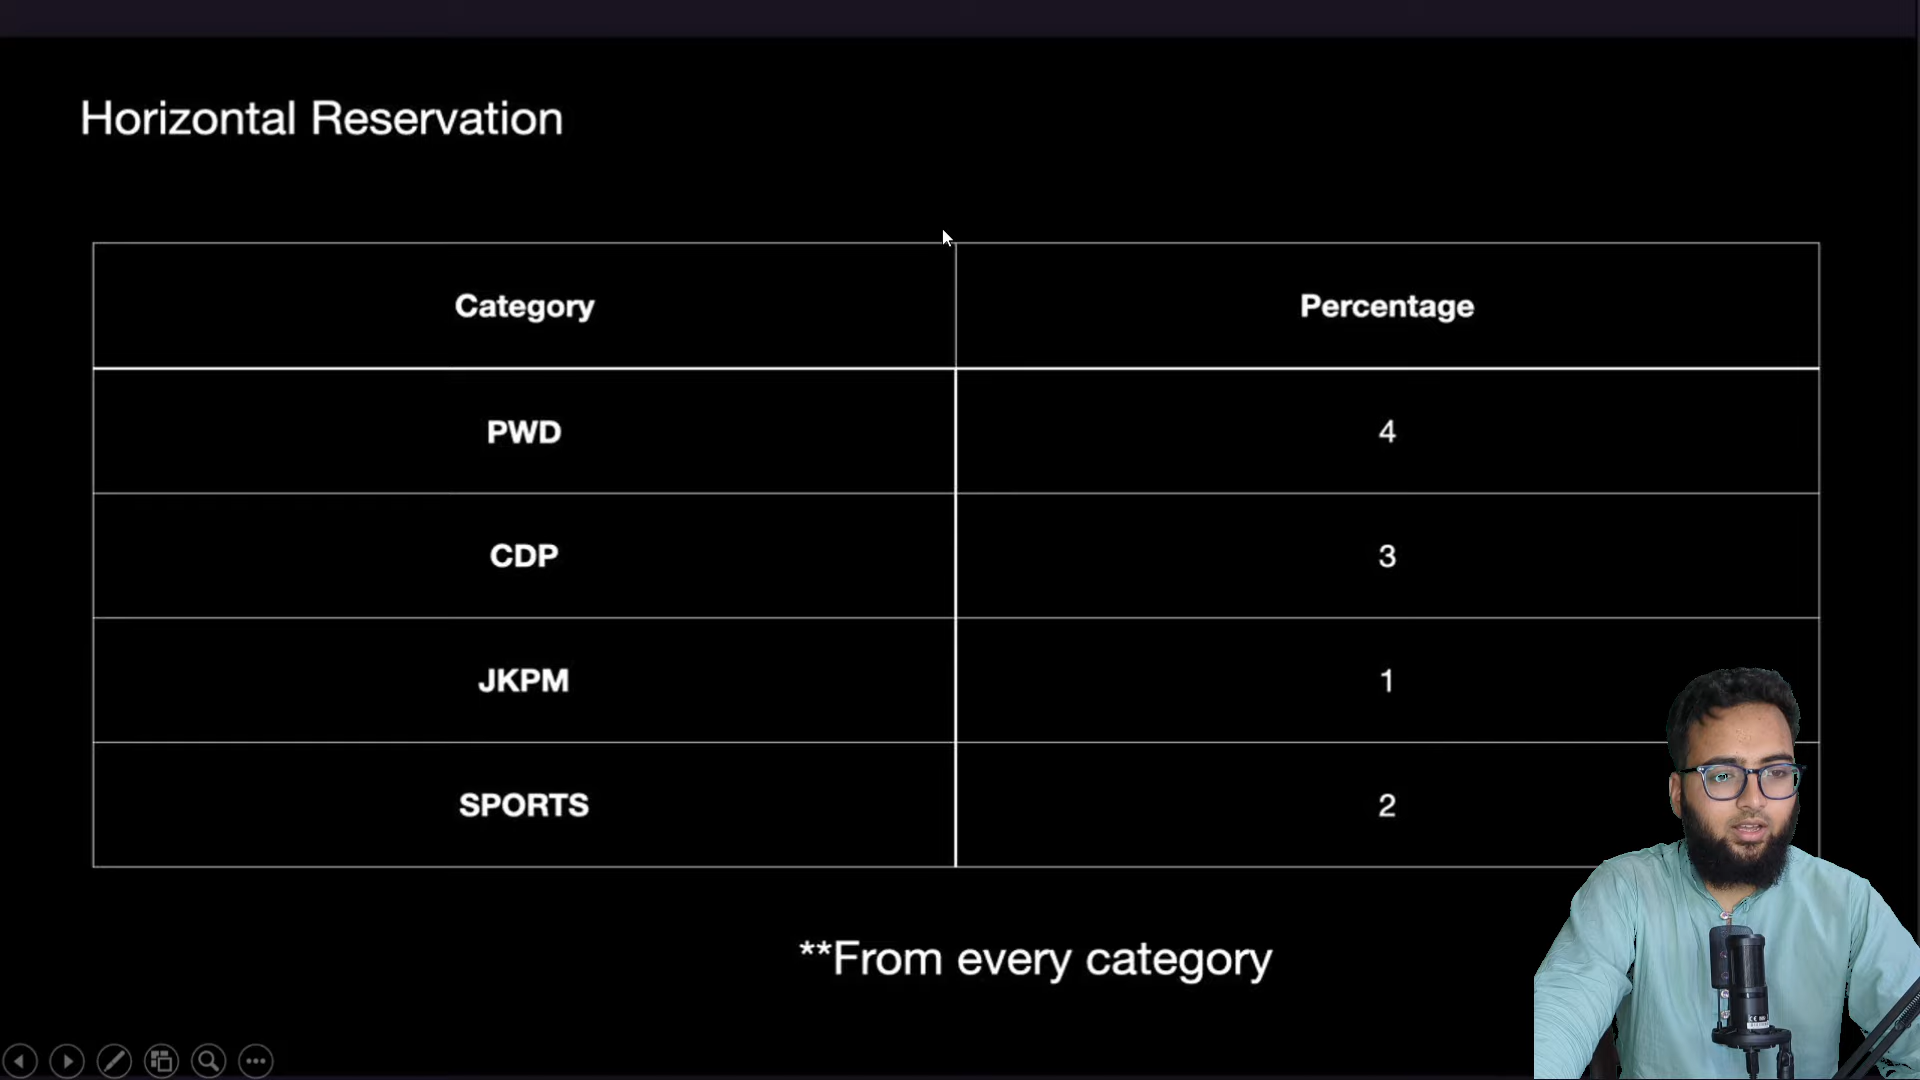 Horizontal Reservation
Category Percentage
PWD 4
CDP 3
JKPM 1
SPORTS 2
**From every category